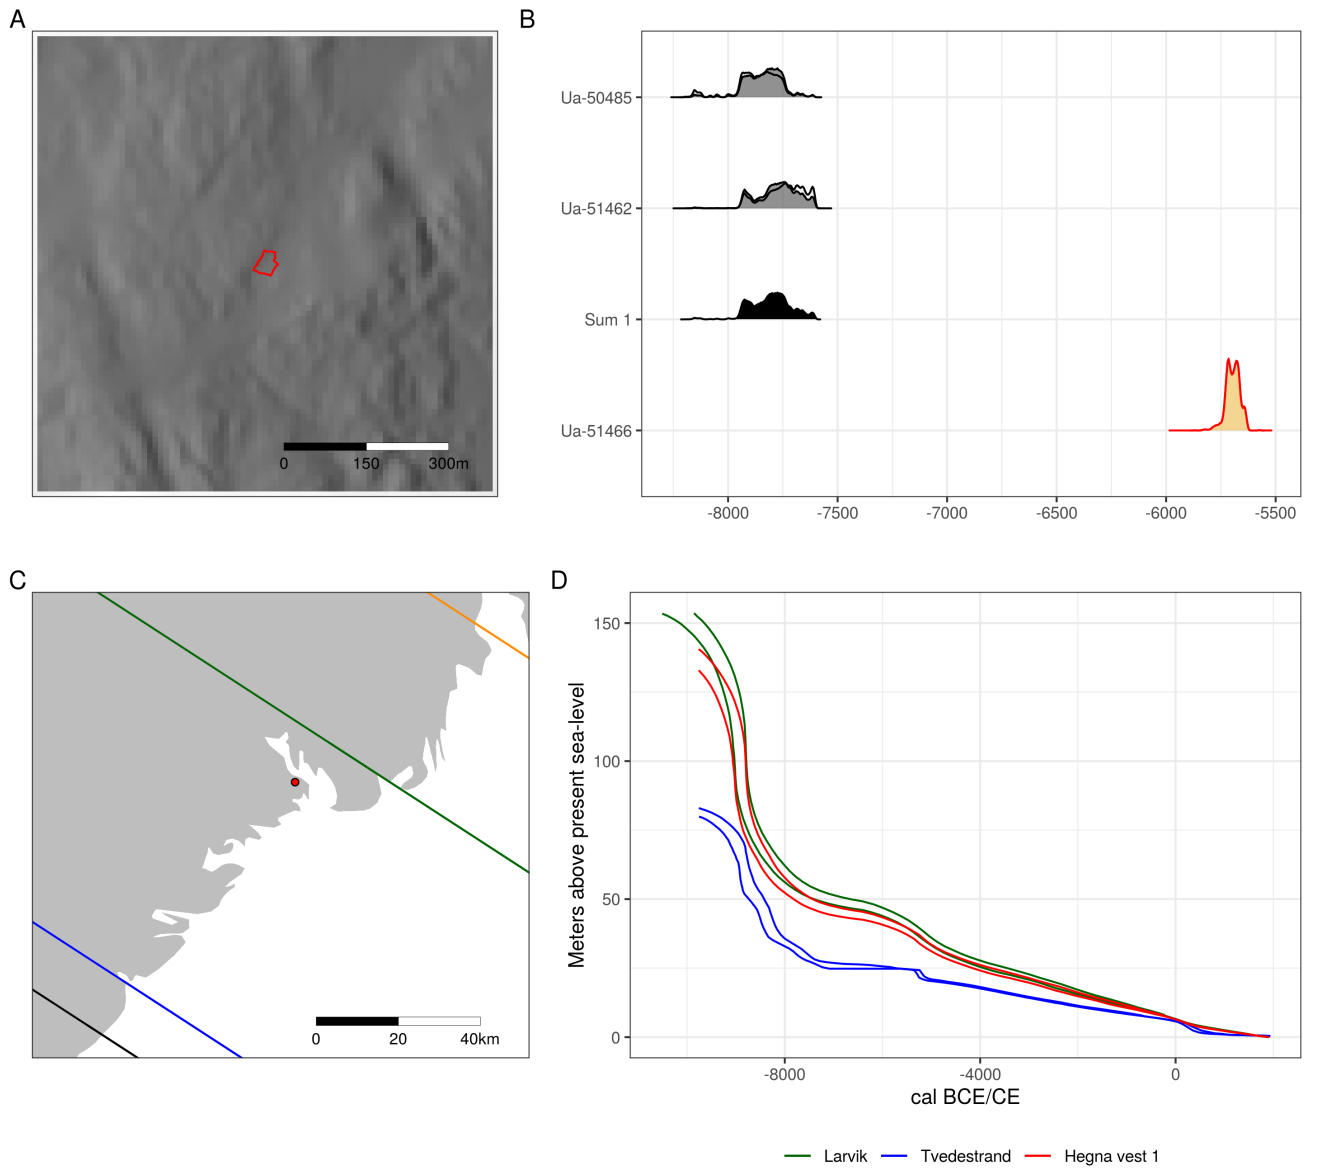 A
0 150 300m
B
Ua-50485
Ua-51462
Sum 1
Ua-51466
-8000 -7500 -7000 -6500 -6000 -5500
C
0 20 40km
D
Meters above present sea-level
150
100
50
0
-8000 -4000 0
cal BCE/CE
Larvik Tvedestrand Hegna vest 1